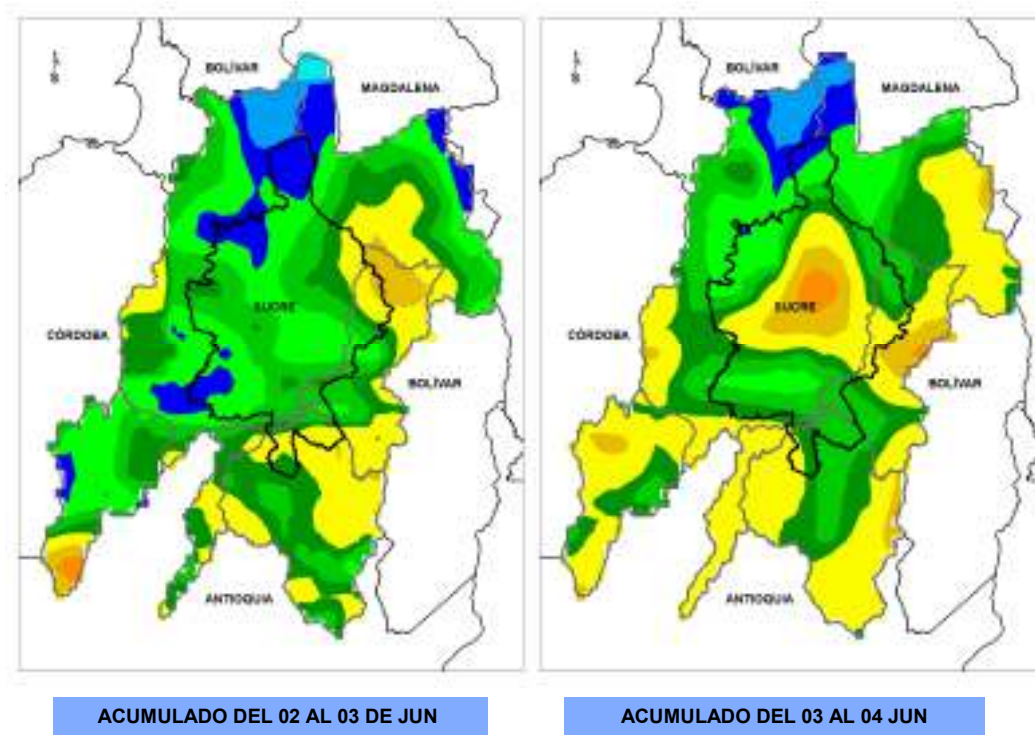 BOLÍVAR
MAGDALENA
SUCRE
CÓRDOBA
BOLÍVAR
ANTIOQUIA
BOLÍVAR
MAGDALENA
SUCRE
CÓRDOBA
BOLÍVAR
ANTIOQUIA
ACUMULADO DEL 02 AL 03 DE JUN
ACUMULADO DEL 03 AL 04 JUN